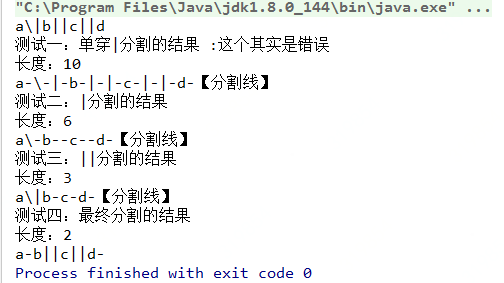 "C:\Program Files\Java\jdk1.8.0_144\bin\java.exe" ...
a\|b||c||d
测试一：单穿|分割的结果 :这个其实是错误
长度：10
a-\-|-b-|-|-c-|-|-d-【分割线】
测试二：|分割的结果
长度：6
a\-b--c--d-【分割线】
测试三：||分割的结果
长度：3
a\|b-c-d-【分割线】
测试四：最终分割的结果
长度：2
a-b||c||d-
Process finished with exit code 0